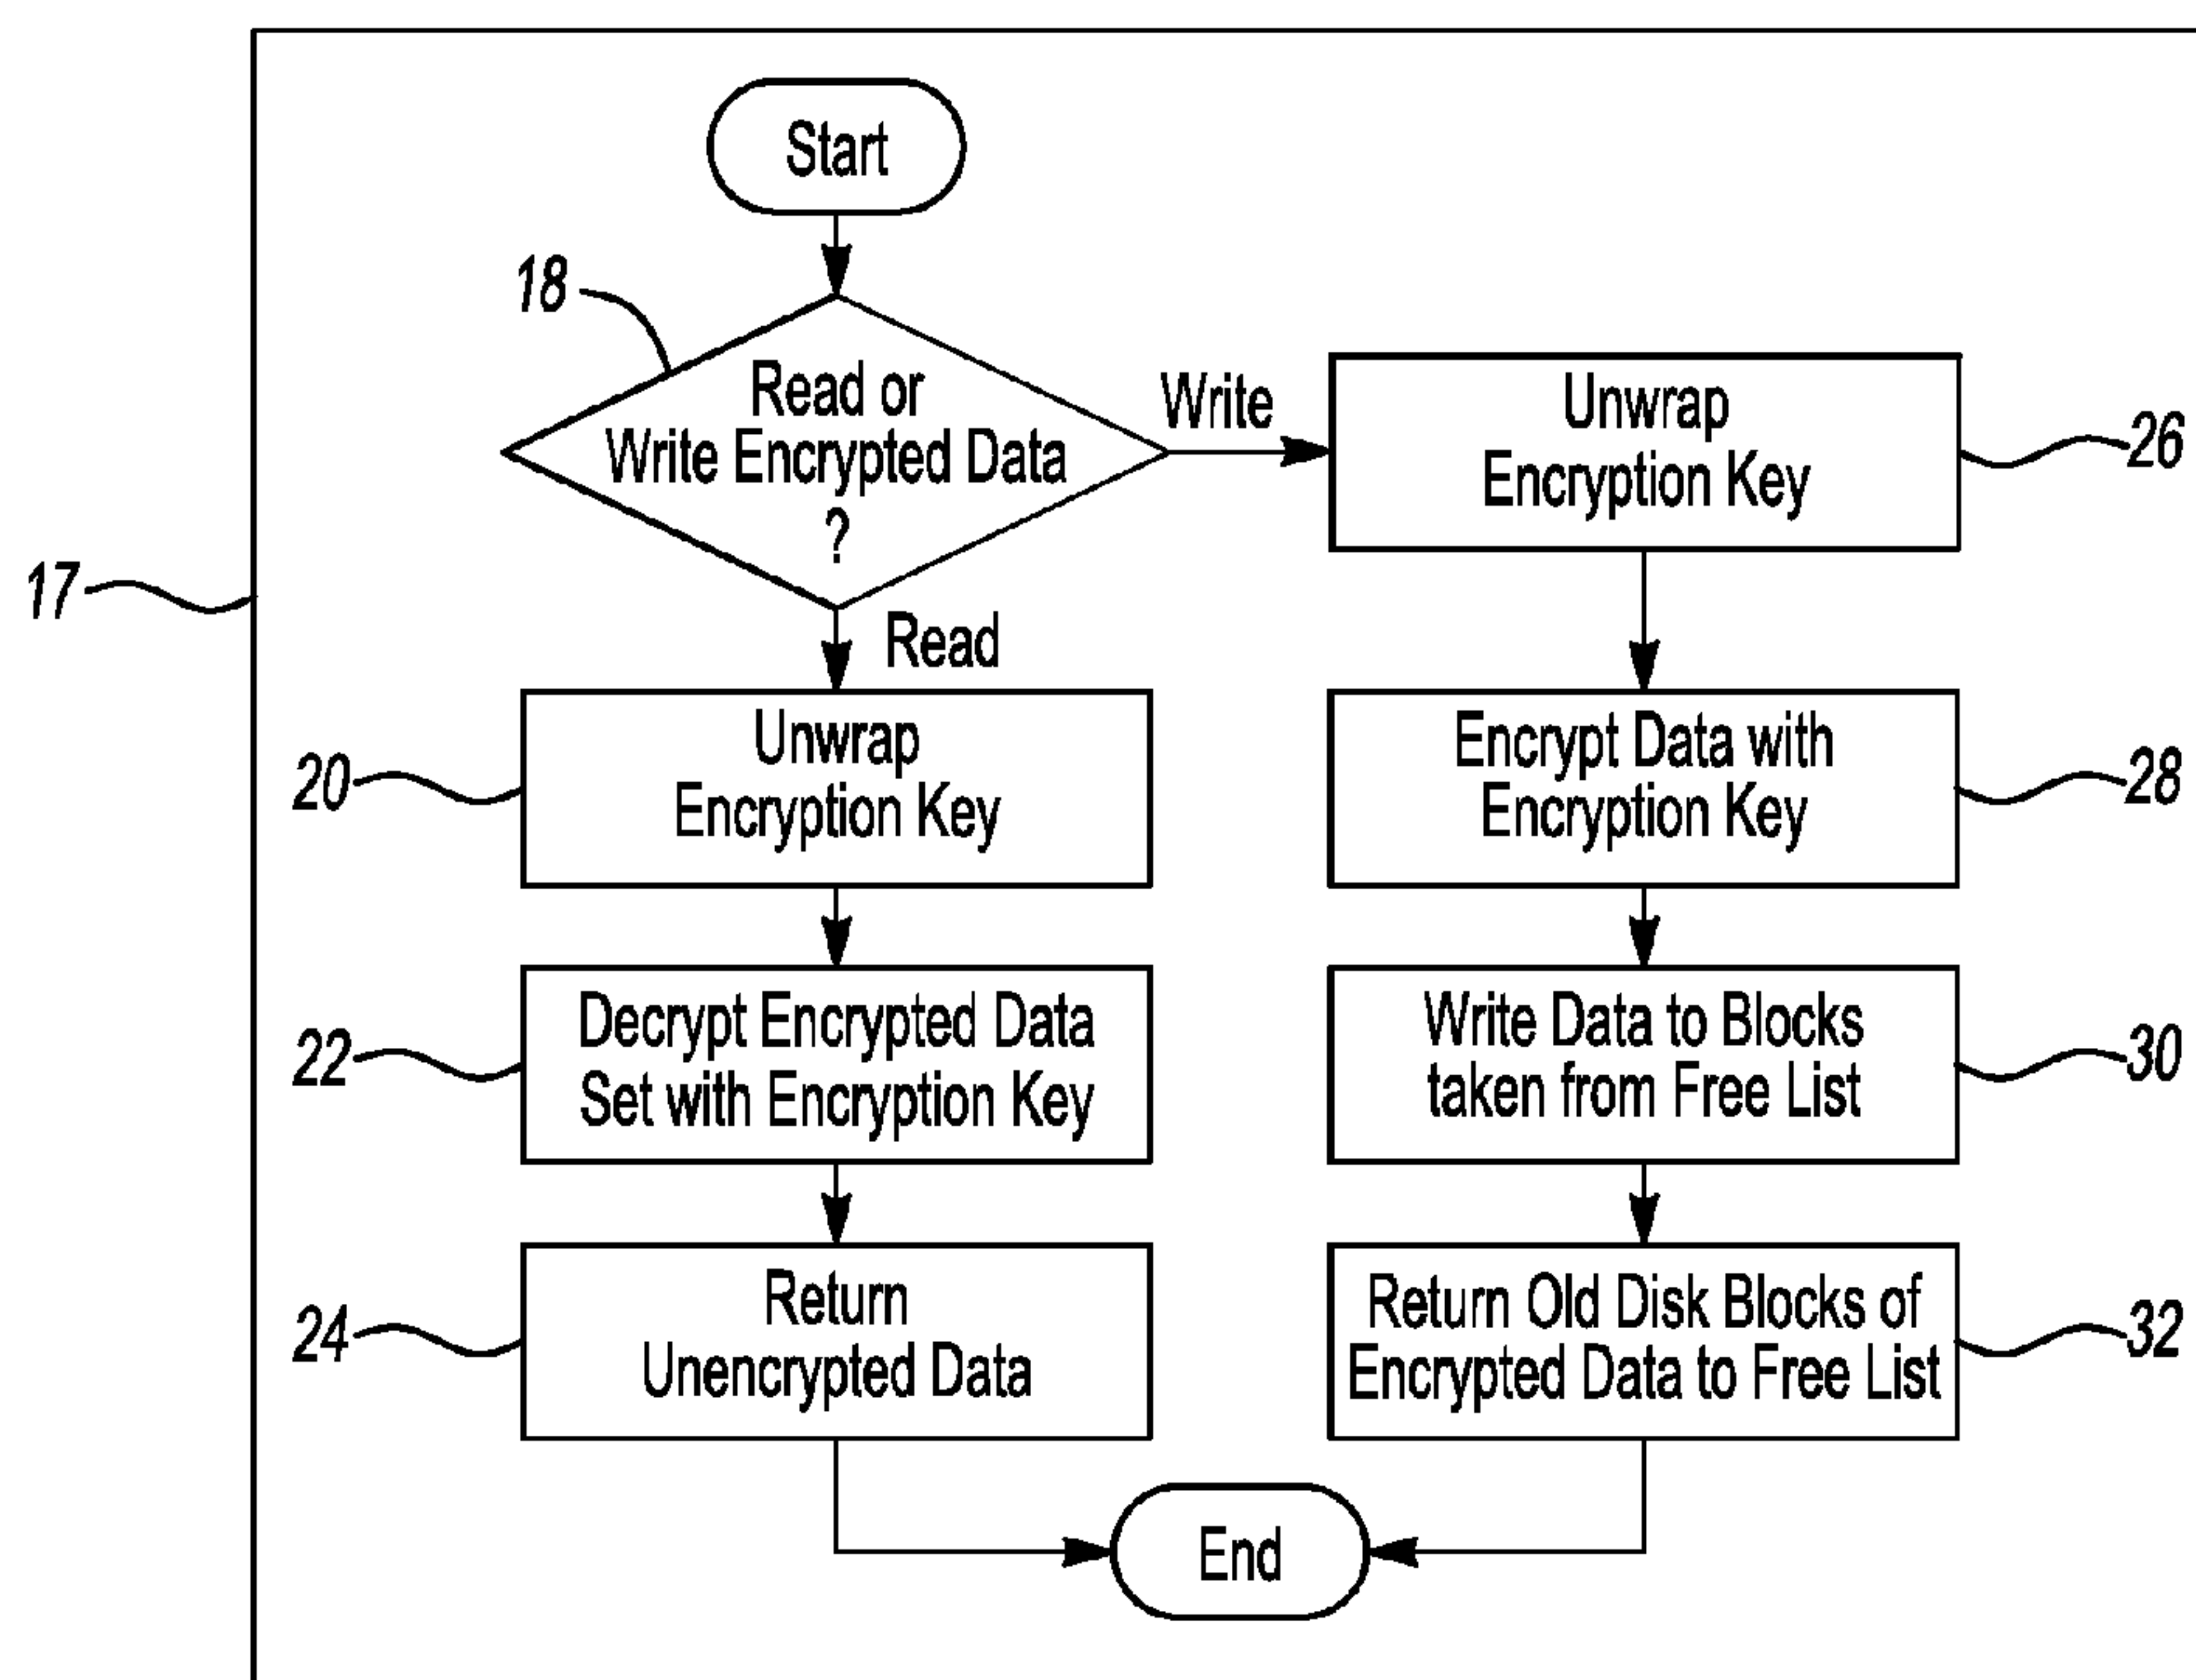 Start
18
Read or
Write Encrypted Data
?
Write
Unwrap
Encryption Key
26
17
Read
20
Unwrap
Encryption Key
Encrypt Data with
Encryption Key
28
22
Decrypt Encrypted Data
Set with Encryption Key
Write Data to Blocks
taken from Free List
30
24
Return
Unencrypted Data
Return Old Disk Blocks of
Encrypted Data to Free List
32
End